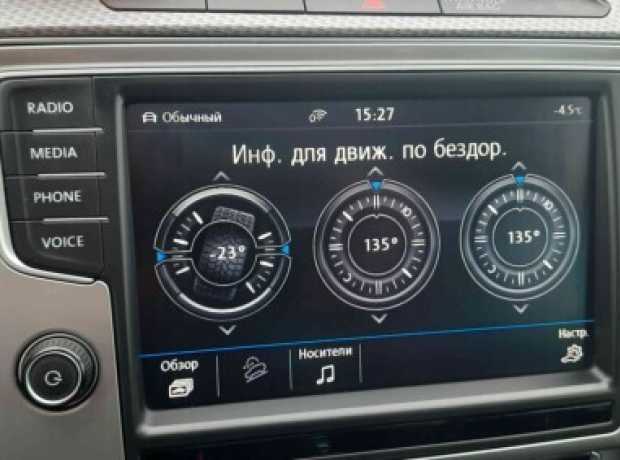 RADIO
MEDIA
PHONE
VOICE
Обычный
15:27
-4.5°C
Инф. для движ. по бездор.
-23°
135°
135°
Обзор
Носители
Настр.